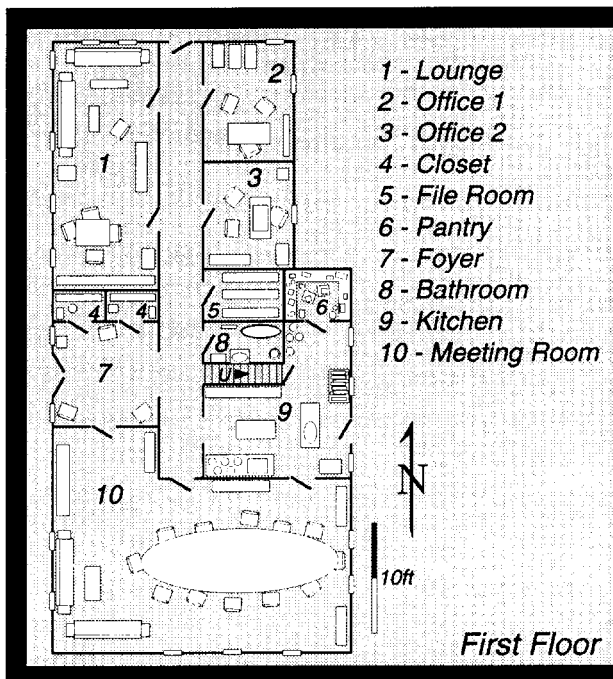 1 - Lounge
2 - Office 1
3 - Office 2
4 - Closet
5 - File Room
6 - Pantry
7 - Foyer
8 - Bathroom
9 - Kitchen
10 - Meeting Room
2
1
3
4
4
5
6
8
7
U
9
10
N
10ft
First Floor